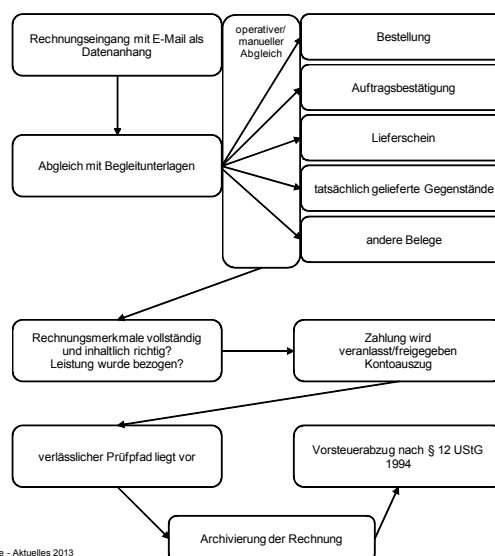 Rechnungseingang mit E-Mail als
Datenanhang
operativer/
manueller
Abgleich
Bestellung
Auftragsbestätigung
Lieferschein
Abgleich mit Begleitunterlagen
tatsächlich gelieferte Gegenstände
andere Belege
Rechnungsmerkmale vollständig
und inhaltlich richtig?
Leistung wurde bezogen?
Zahlung wird
veranlasst/freigegeben
Kontoauszug
verlässlicher Prüfpfad liegt vor
Vorsteuerabzug nach § 12 UStG
1994
Archivierung der Rechnung
e - Aktuelles 2013